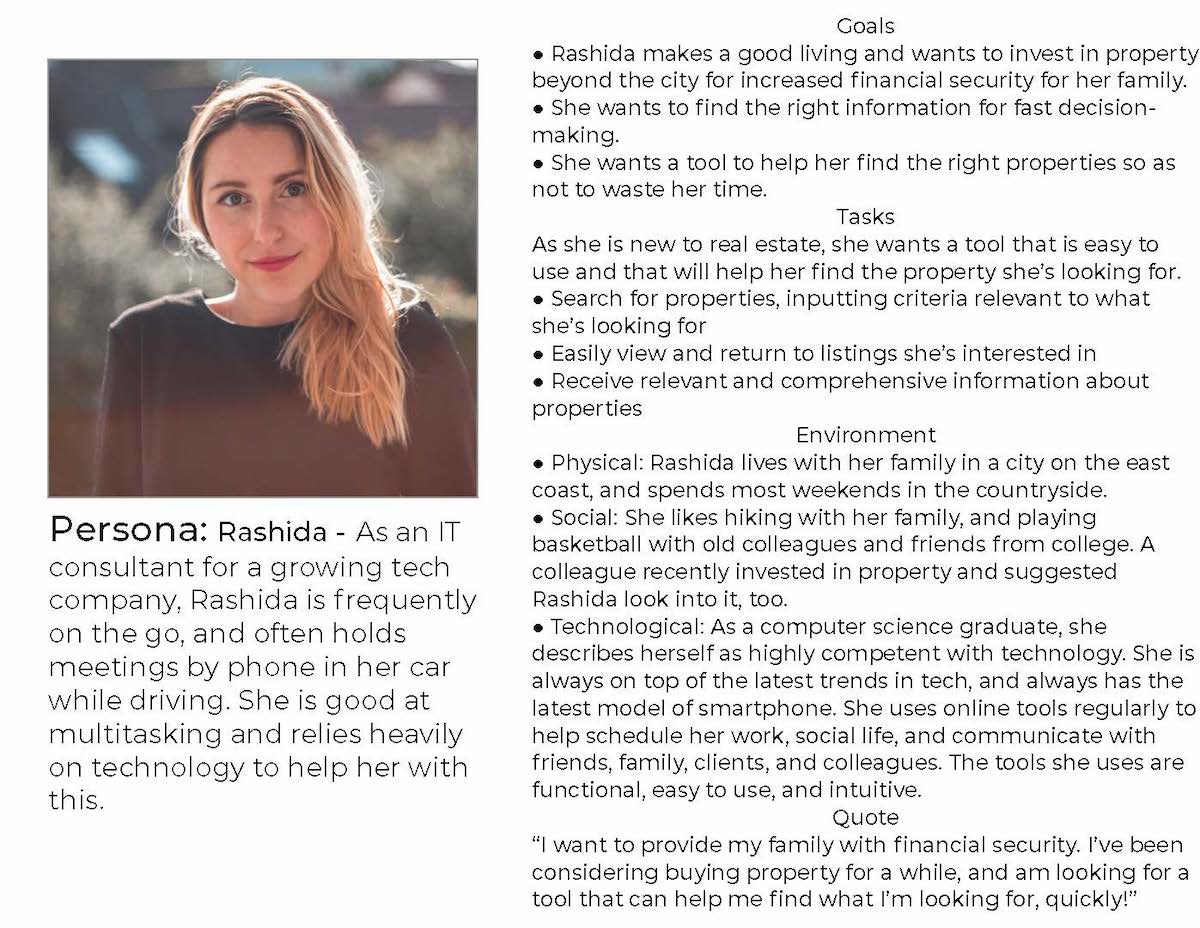 Persona: Rashida - As an IT
consultant for a growing tech
company, Rashida is frequently
on the go, and often holds
meetings by phone in her car
while driving. She is good at
multitasking and relies heavily
on technology to help her with
this.
Goals
● Rashida makes a good living and wants to invest in property
beyond the city for increased financial security for her family.
● She wants to find the right information for fast decision-
making.
● She wants a tool to help her find the right properties so as
not to waste her time.
Tasks
As she is new to real estate, she wants a tool that is easy to
use and that will help her find the property she’s looking for.
● Search for properties, inputting criteria relevant to what
she’s looking for
● Easily view and return to listings she’s interested in
● Receive relevant and comprehensive information about
properties
Environment
● Physical: Rashida lives with her family in a city on the east
coast, and spends most weekends in the countryside.
● Social: She likes hiking with her family, and playing
basketball with old colleagues and friends from college. A
colleague recently invested in property and suggested
Rashida look into it, too.
● Technological: As a computer science graduate, she
describes herself as highly competent with technology. She is
always on top of the latest trends in tech, and always has the
latest model of smartphone. She uses online tools regularly to
help schedule her work, social life, and communicate with
friends, family, clients, and colleagues. The tools she uses are
functional, easy to use, and intuitive.
Quote
“I want to provide my family with financial security. I’ve been
considering buying property for a while, and am looking for a
tool that can help me find what I’m looking for, quickly!”